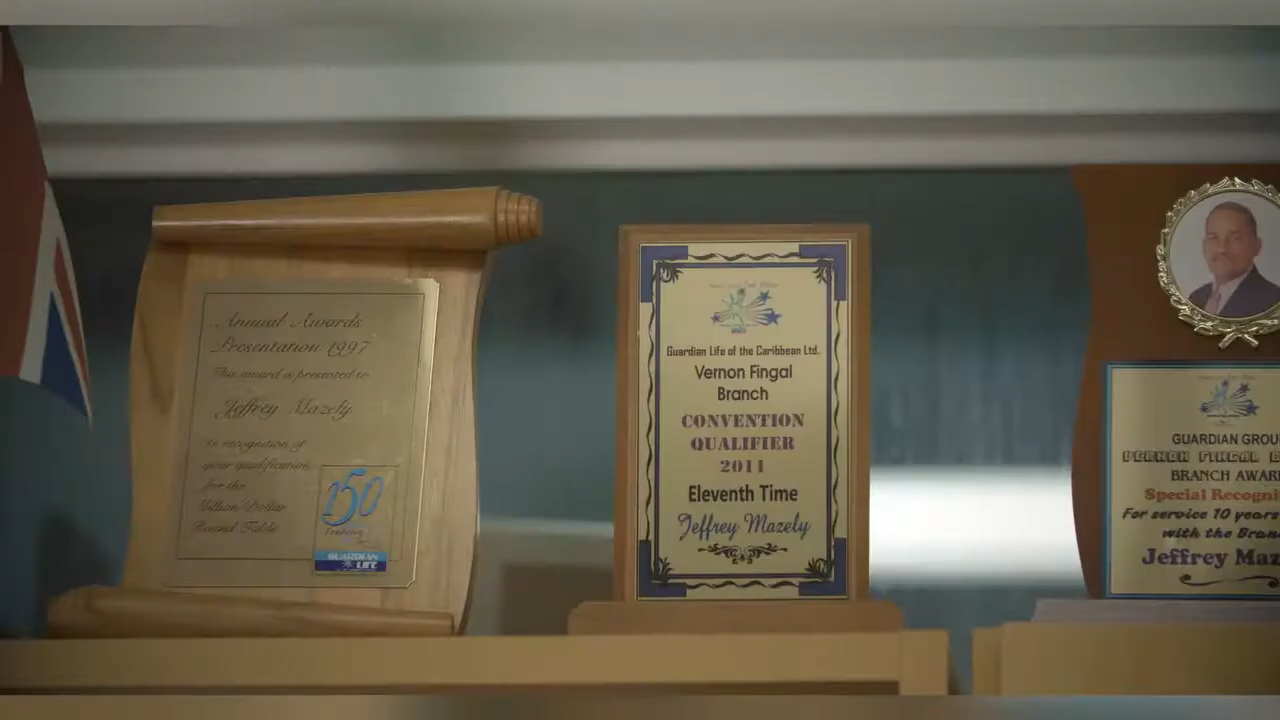 Annual Awards
Presentation 1997
This award is presented to
Jeffrey Mazely
In recognition of
your qualification
for the
Million Dollar
Round Table
150
GUARDIAN
LIFE
Guardian Life of the Caribbean Ltd.
Vernon Fingal
Branch
CONVENTION
QUALIFIER
2011
Eleventh Time
Jeffrey Mazely
GUARDIAN GROU
VERNON FINGAL B
BRANCH AWAR
Special Recogni
For service 10 years
with the Bran
Jeffrey Maz